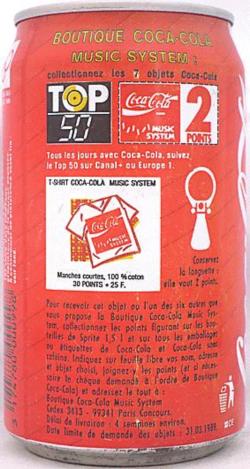 BOUTIQUE COCA-COLA
MUSIC SYSTEM :
collectionnez les 7 objets Coca-Cola
TOP
50
Coca-Cola
MUSIC
SYSTEM
2
POINTS
Tous les jours avec Coca-Cola, suivez
le Top 50 sur Canal+ ou Europe 1.
T-SHIRT COCA-COLA MUSIC SYSTEM
Coca-Cola
Manches courtes, 100 % coton
30 POINTS + 25 F.
Conservez
la languette :
elle vaut 2 points.
Pour recevoir cet objet ou l'un des six autres que
vous propose la Boutique Coca-Cola Music Sys-
tem, collectionnez les points figurant sur les bou-
teilles de Sprite 1,5 l et sur tous les emballages
ou étiquettes de Coca-Cola et Coca-Cola sans
caféine. Indiquez sur feuille libre vos nom, adresse
et objet choisi, joignez les points (et si néces-
site le chèque demandé à l'ordre de Boutique
Coca-Cola) et adressez le tout à :
Boutique Coca-Cola Music System
Cedex 3413 - 99341 Paris Concours.
Délai de livraison : 4 semaines environ.
Date limite de demande des objets : 31.03.1989.